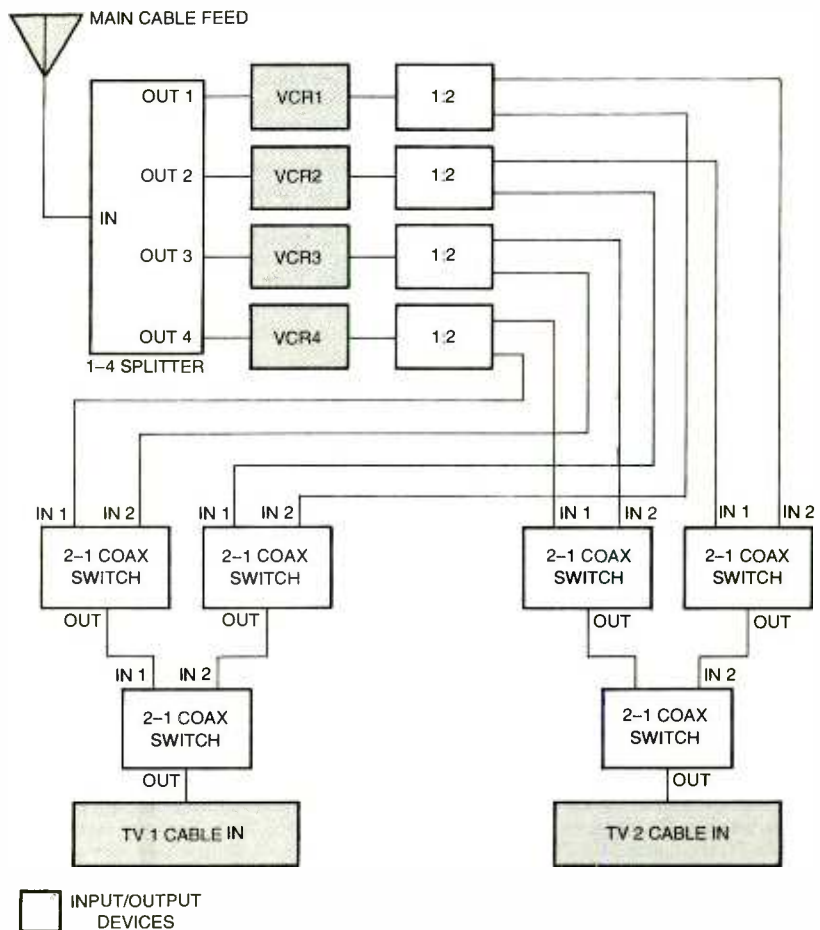 MAIN CABLE FEED
OUT 1
VCR1
1:2
OUT 2
VCR2
1:2
IN
OUT 3
VCR3
1:2
OUT 4
VCR4
1:2
1–4 SPLITTER
IN 1
IN 2
IN 1
IN 2
IN 1
IN 2
IN 1
IN 2
2–1 COAX
SWITCH
2–1 COAX
SWITCH
2–1 COAX
SWITCH
2–1 COAX
SWITCH
OUT
OUT
OUT
OUT
IN 1
IN 2
IN 2
2–1 COAX
SWITCH
2–1 COAX
SWITCH
OUT
OUT
TV 1 CABLE IN
TV 2 CABLE IN
INPUT/OUTPUT
DEVICES